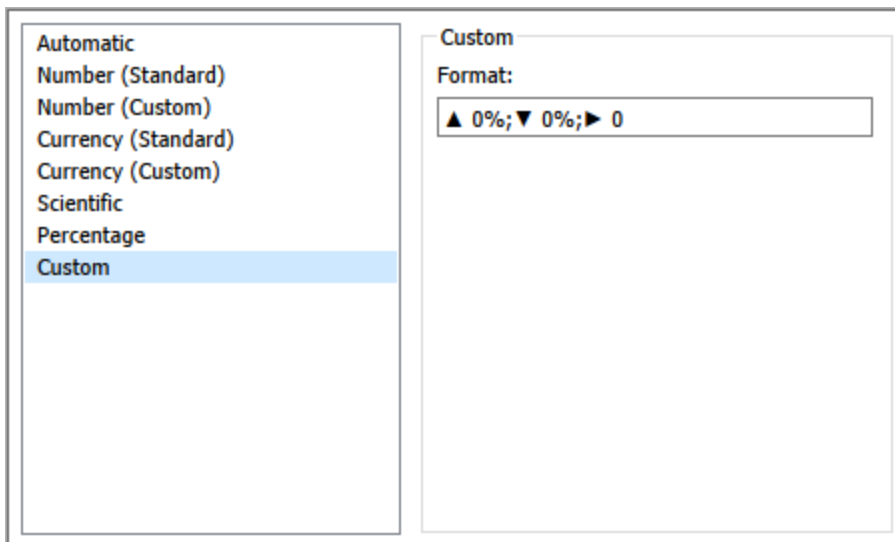 Automatic
Number (Standard)
Number (Custom)
Currency (Standard)
Currency (Custom)
Scientific
Percentage
Custom
Custom
Format:
▲ 0%;▼ 0%;► 0